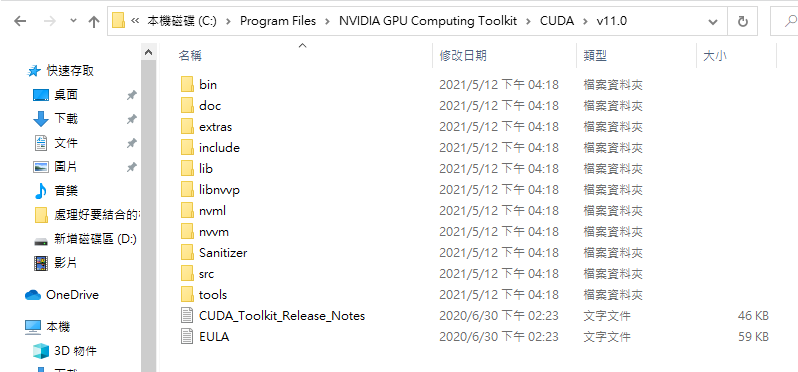 « 本機磁碟 (C:) › Program Files › NVIDIA GPU Computing Toolkit › CUDA › v11.0
名稱 修改日期 類型 大小
快速存取
桌面
下載
文件
圖片
音樂
處理好要結合的
新增磁碟區 (D:)
影片
OneDrive
本機
3D 物件
bin 2021/5/12 下午 04:18 檔案資料夾
doc 2021/5/12 下午 04:18 檔案資料夾
extras 2021/5/12 下午 04:18 檔案資料夾
include 2021/5/12 下午 04:18 檔案資料夾
lib 2021/5/12 下午 04:18 檔案資料夾
libnvvp 2021/5/12 下午 04:18 檔案資料夾
nvml 2021/5/12 下午 04:18 檔案資料夾
nvvm 2021/5/12 下午 04:18 檔案資料夾
Sanitizer 2021/5/12 下午 04:18 檔案資料夾
src 2021/5/12 下午 04:18 檔案資料夾
tools 2021/5/12 下午 04:18 檔案資料夾
CUDA_Toolkit_Release_Notes 2020/6/30 下午 02:23 文字文件 46 KB
EULA 2020/6/30 下午 02:23 文字文件 59 KB